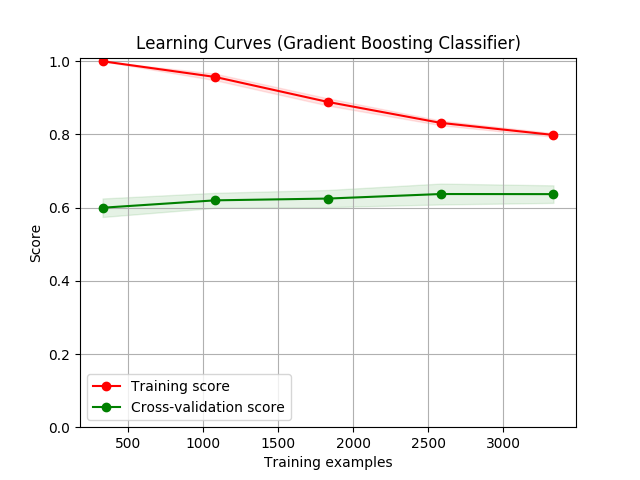 Learning Curves (Gradient Boosting Classifier)
1.0
0.8
0.6
0.4
0.2
0.0
Score
Training score
Cross-validation score
500 1000 1500 2000 2500 3000
Training examples